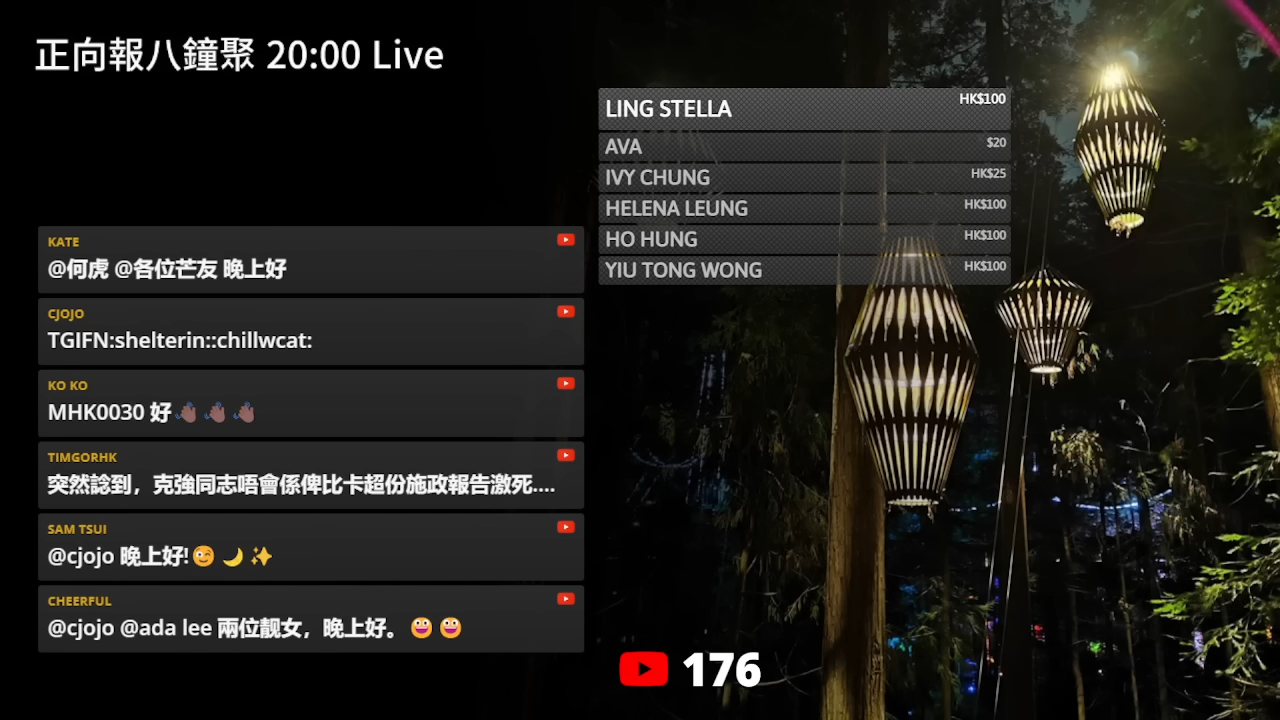 正向報八鐘聚 20:00 Live
LING STELLA HK$100
AVA $20
IVY CHUNG HK$25
HELENA LEUNG HK$100
HO HUNG HK$100
YIU TONG WONG HK$100
KATE
@何虎 @各位芒友 晚上好
CJOJO
TGIFN:shelterin::chillwcat:
KO KO
MHK0030 好👋🏾 👋🏾 👋🏾
TIMGORHK
突然諗到，克強同志唔會係俾比卡超份施政報告激死....
SAM TSUI
@cjojo 晚上好!😉 🌙 ✨
CHEERFUL
@cjojo @ada lee 兩位靚女，晚上好。😀 😀
176